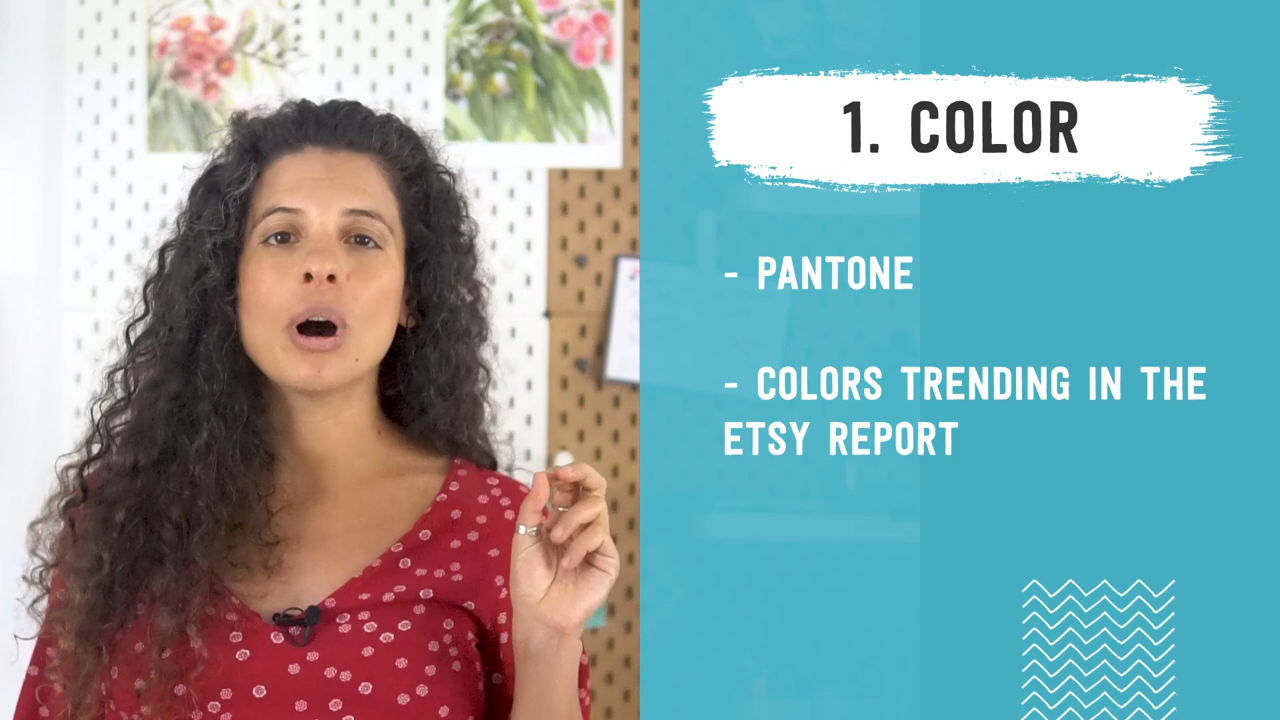 1. COLOR
- PANTONE
- COLORS TRENDING IN THE
ETSY REPORT